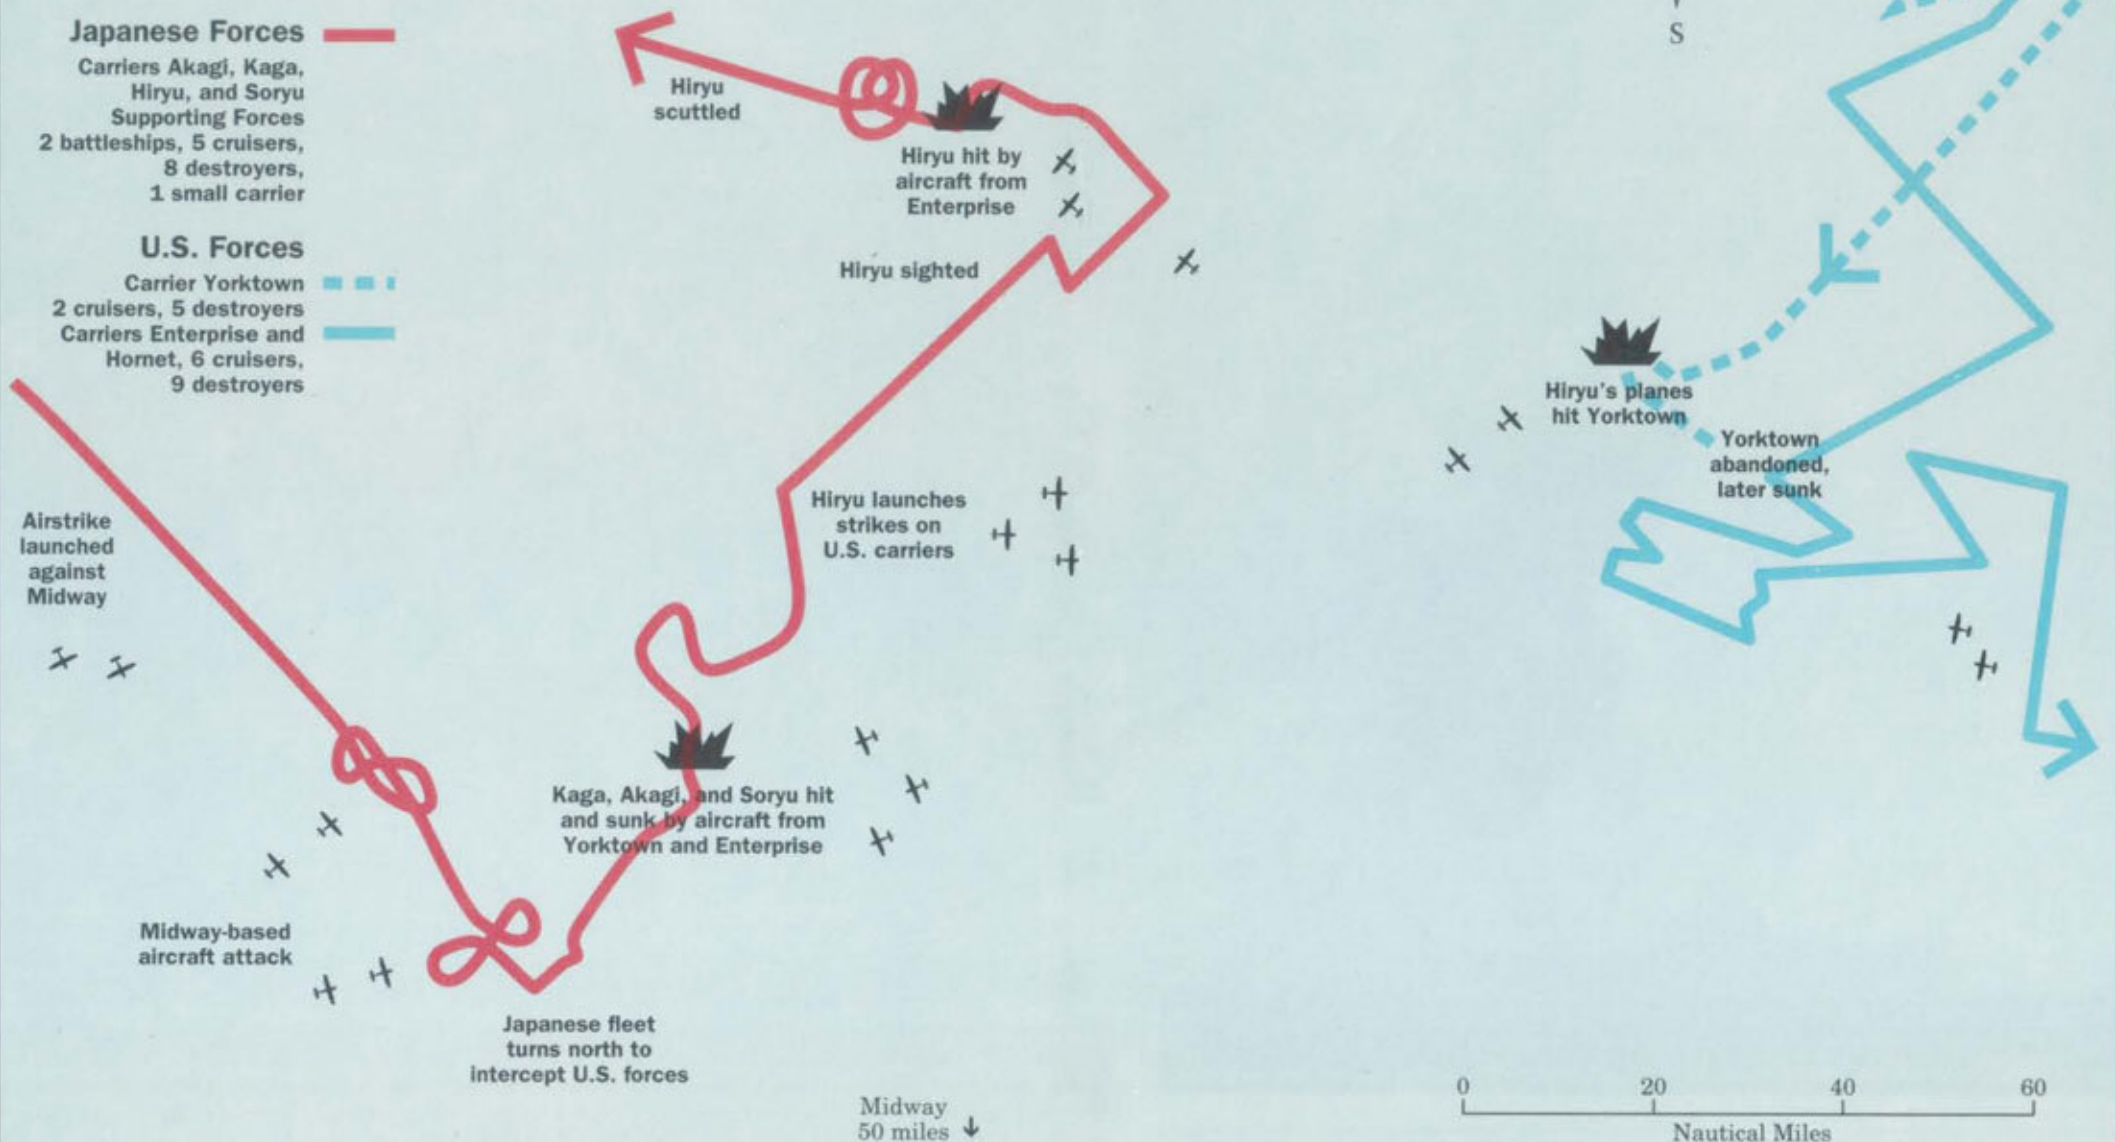 Japanese Forces
Carriers Akagi, Kaga,
Hiryu, and Soryu
Supporting Forces
2 battleships, 5 cruisers,
8 destroyers,
1 small carrier
U.S. Forces
Carrier Yorktown
2 cruisers, 5 destroyers
Carriers Enterprise and
Hornet, 6 cruisers,
9 destroyers
Hiryu
scuttled
Hiryu hit by
aircraft from
Enterprise
Hiryu sighted
S
Hiryu's planes
hit Yorktown
Yorktown
abandoned,
later sunk
Hiryu launches
strikes on
U.S. carriers
Airstrike
launched
against
Midway
Kaga, Akagi, and Soryu hit
and sunk by aircraft from
Yorktown and Enterprise
Midway-based
aircraft attack
Japanese fleet
turns north to
intercept U.S. forces
Midway
50 miles
0 20 40 60
Nautical Miles